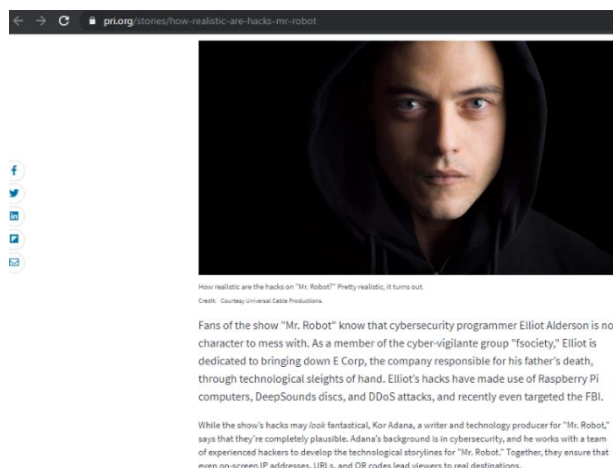 pri.org/stories/how-realistic-are-hacks-mr-robot
How realistic are the hacks on "Mr. Robot?" Pretty realistic, it turns out.
Credit: Courtesy Universal Cable Productions.
Fans of the show "Mr. Robot" know that cybersecurity programmer Elliot Alderson is no
character to mess with. As a member of the cyber-vigilante group "fsociety," Elliot is
dedicated to bringing down E Corp, the company responsible for his father's death,
through technological sleights of hand. Elliot's hacks have made use of Raspberry Pi
computers, DeepSounds discs, and DDoS attacks, and recently even targeted the FBI.
While the show's hacks may look fantastical, Kor Adana, a writer and technology producer for "Mr. Robot,"
says that they're completely plausible. Adana's background is in cybersecurity, and he works with a team
of experienced hackers to develop the technological storylines for "Mr. Robot." Together, they ensure that
even on-screen IP addresses, URLs, and QR codes lead viewers to real destinations.